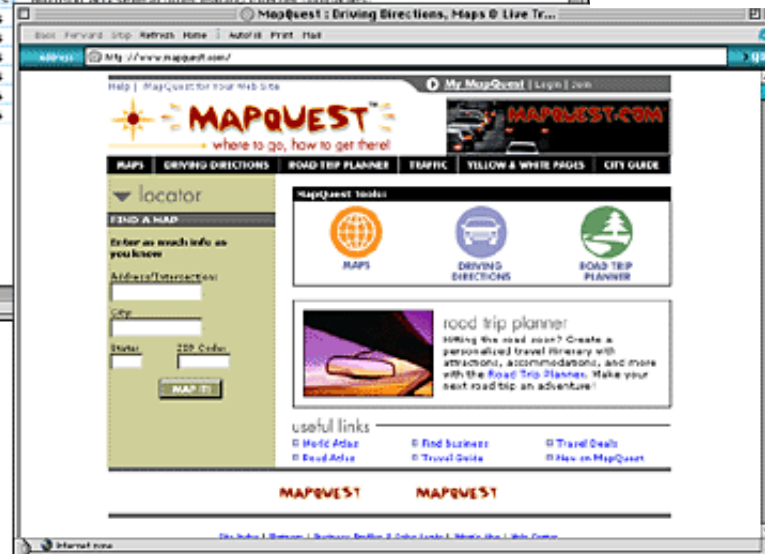 MapQuest : Driving Directions, Maps & Live Tr...
Back Forward Stop Refresh Home AutoFill Print Mail
Address http://www.mapquest.com/
Help | MapQuest for Your Web Site
My MapQuest | Login | Join
MAPQUEST™
where to go, how to get there!
MAPQUEST.COM
MAPS DRIVING DIRECTIONS ROAD TRIP PLANNER TRAFFIC YELLOW & WHITE PAGES CITY GUIDE
locator
FIND A MAP
Enter as much info as
you know
Address/Intersection:
City:
State: ZIP Code:
MAP IT!
MapQuest Tools:
MAPS
DRIVING
DIRECTIONS
ROAD TRIP
PLANNER
road trip planner
Hitting the road soon? Create a
personalized travel itinerary with
attractions, accommodations, and more
with the Road Trip Planner. Make your
next road trip an adventure!
useful links
World Atlas Find Business Travel Deals
Road Atlas Travel Guide New on MapQuest
MAPQUEST MAPQUEST
Internet zone